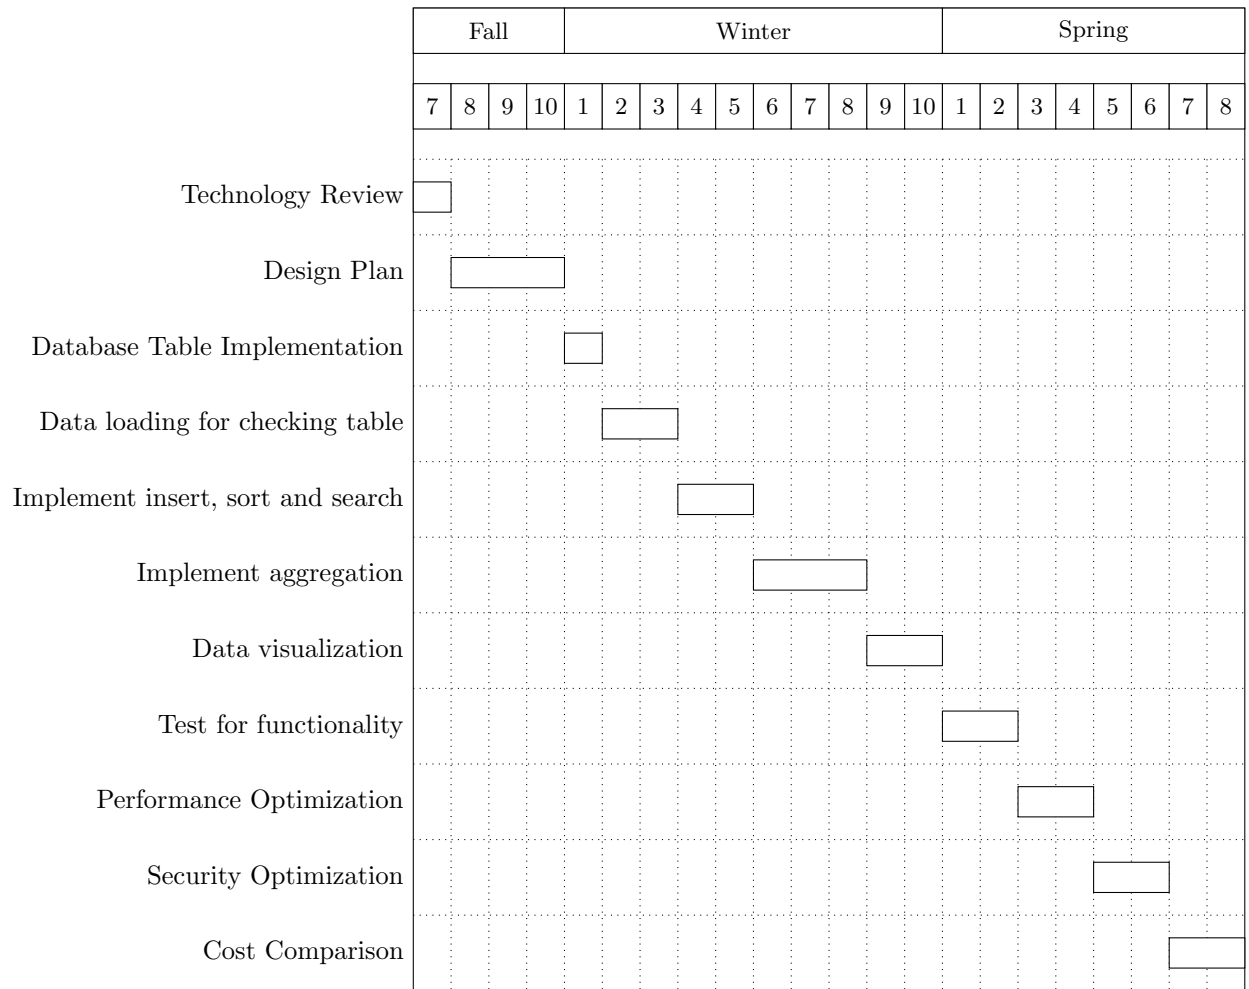 Fall Winter Spring
7 8 9 10 1 2 3 4 5 6 7 8 9 10 1 2 3 4 5 6 7 8
Technology Review
Design Plan
Database Table Implementation
Data loading for checking table
Implement insert, sort and search
Implement aggregation
Data visualization
Test for functionality
Performance Optimization
Security Optimization
Cost Comparison